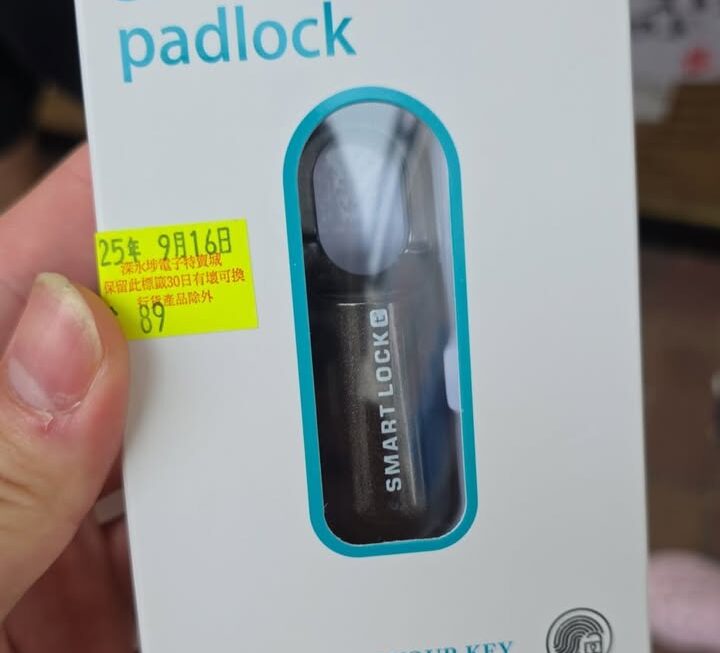 padlock
25年 9月16日
深水埗電子特賣城
保留此標籤30日有壞可換
行貨產品除外
$ 89
SMART LOCK
YOUR KEY